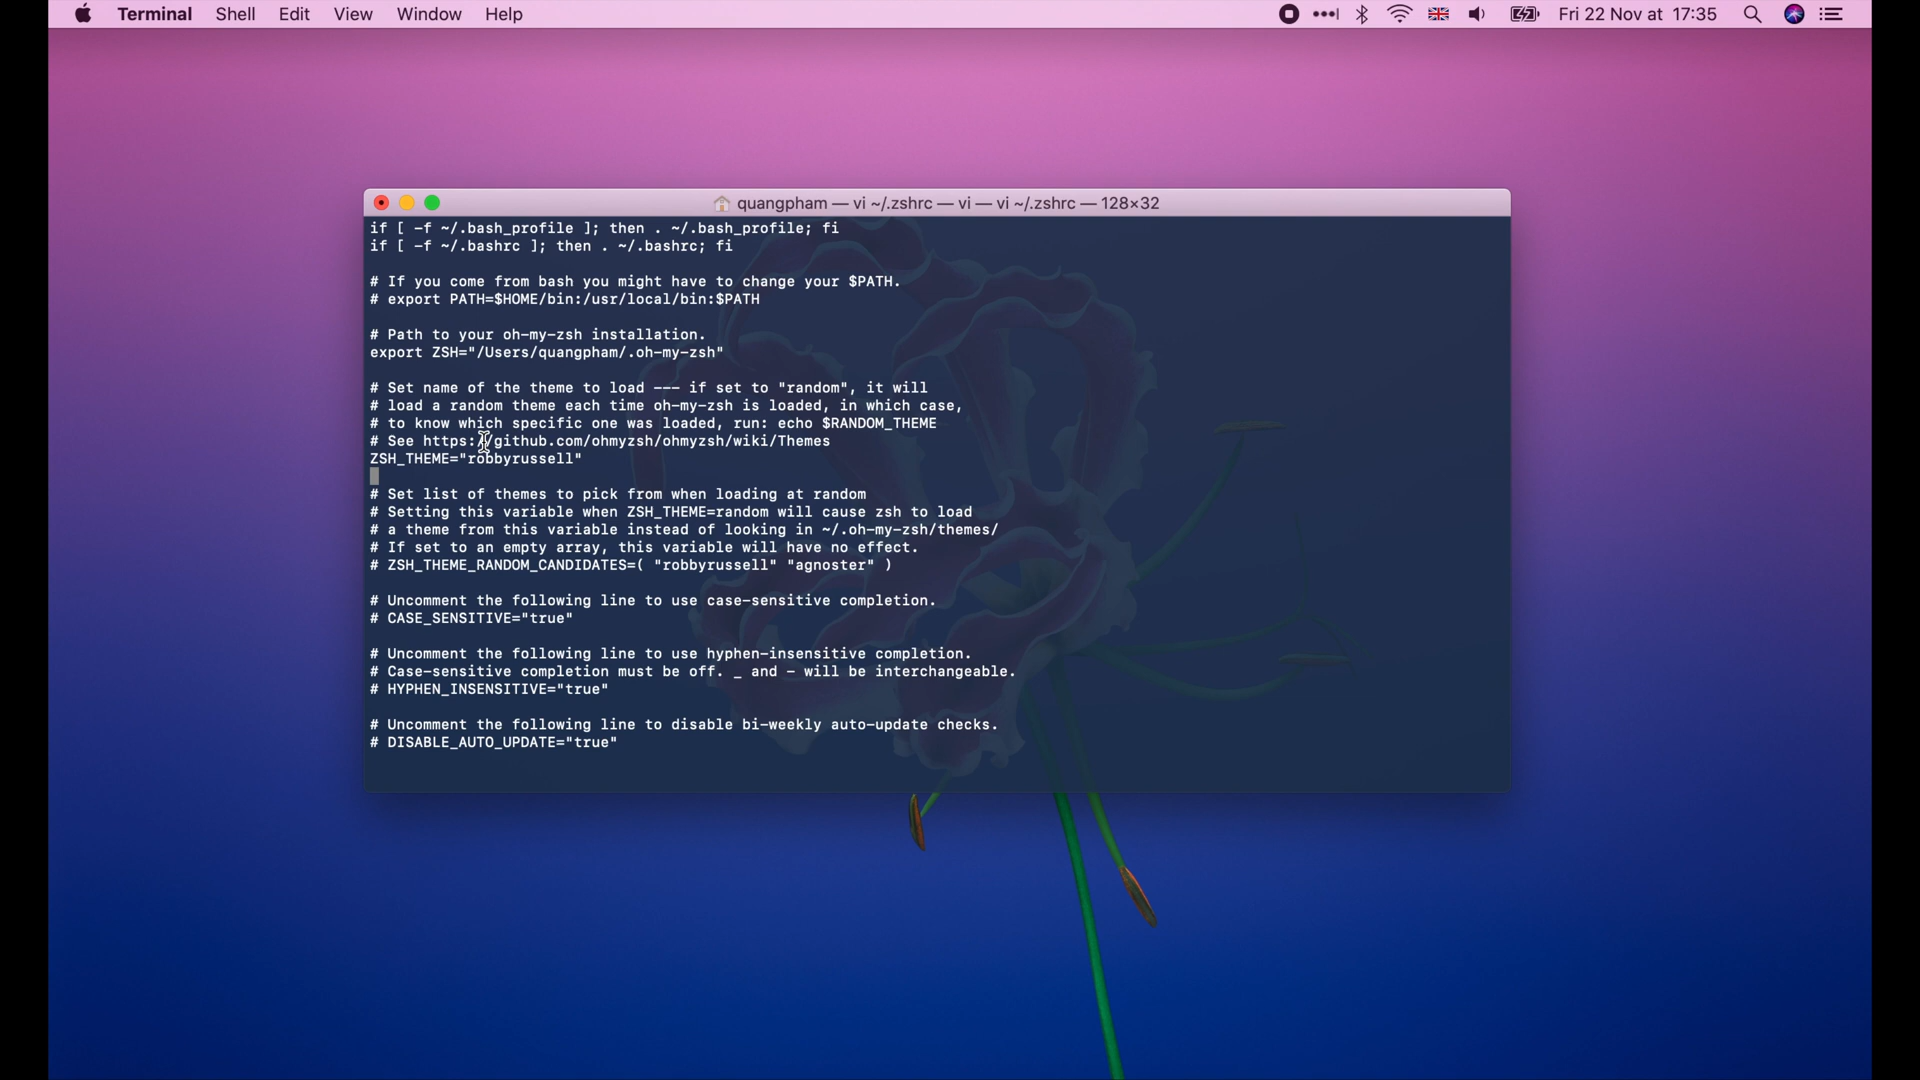 Terminal Shell Edit View Window Help Fri 22 Nov at 17:35
quangpham — vi ~/.zshrc — vi — vi ~/.zshrc — 128×32
if [ -f ~/.bash_profile ]; then . ~/.bash_profile; fi
if [ -f ~/.bashrc ]; then . ~/.bashrc; fi
# If you come from bash you might have to change your $PATH.
# export PATH=$HOME/bin:/usr/local/bin:$PATH
# Path to your oh-my-zsh installation.
export ZSH="/Users/quangpham/.oh-my-zsh"
# Set name of the theme to load --- if set to "random", it will
# load a random theme each time oh-my-zsh is loaded, in which case,
# to know which specific one was loaded, run: echo $RANDOM_THEME
# See https://github.com/ohmyzsh/ohmyzsh/wiki/Themes
ZSH_THEME="robbyrussell"
# Set list of themes to pick from when loading at random
# Setting this variable when ZSH_THEME=random will cause zsh to load
# a theme from this variable instead of looking in ~/.oh-my-zsh/themes/
# If set to an empty array, this variable will have no effect.
# ZSH_THEME_RANDOM_CANDIDATES=( "robbyrussell" "agnoster" )
# Uncomment the following line to use case-sensitive completion.
# CASE_SENSITIVE="true"
# Uncomment the following line to use hyphen-insensitive completion.
# Case-sensitive completion must be off. _ and - will be interchangeable.
# HYPHEN_INSENSITIVE="true"
# Uncomment the following line to disable bi-weekly auto-update checks.
# DISABLE_AUTO_UPDATE="true"